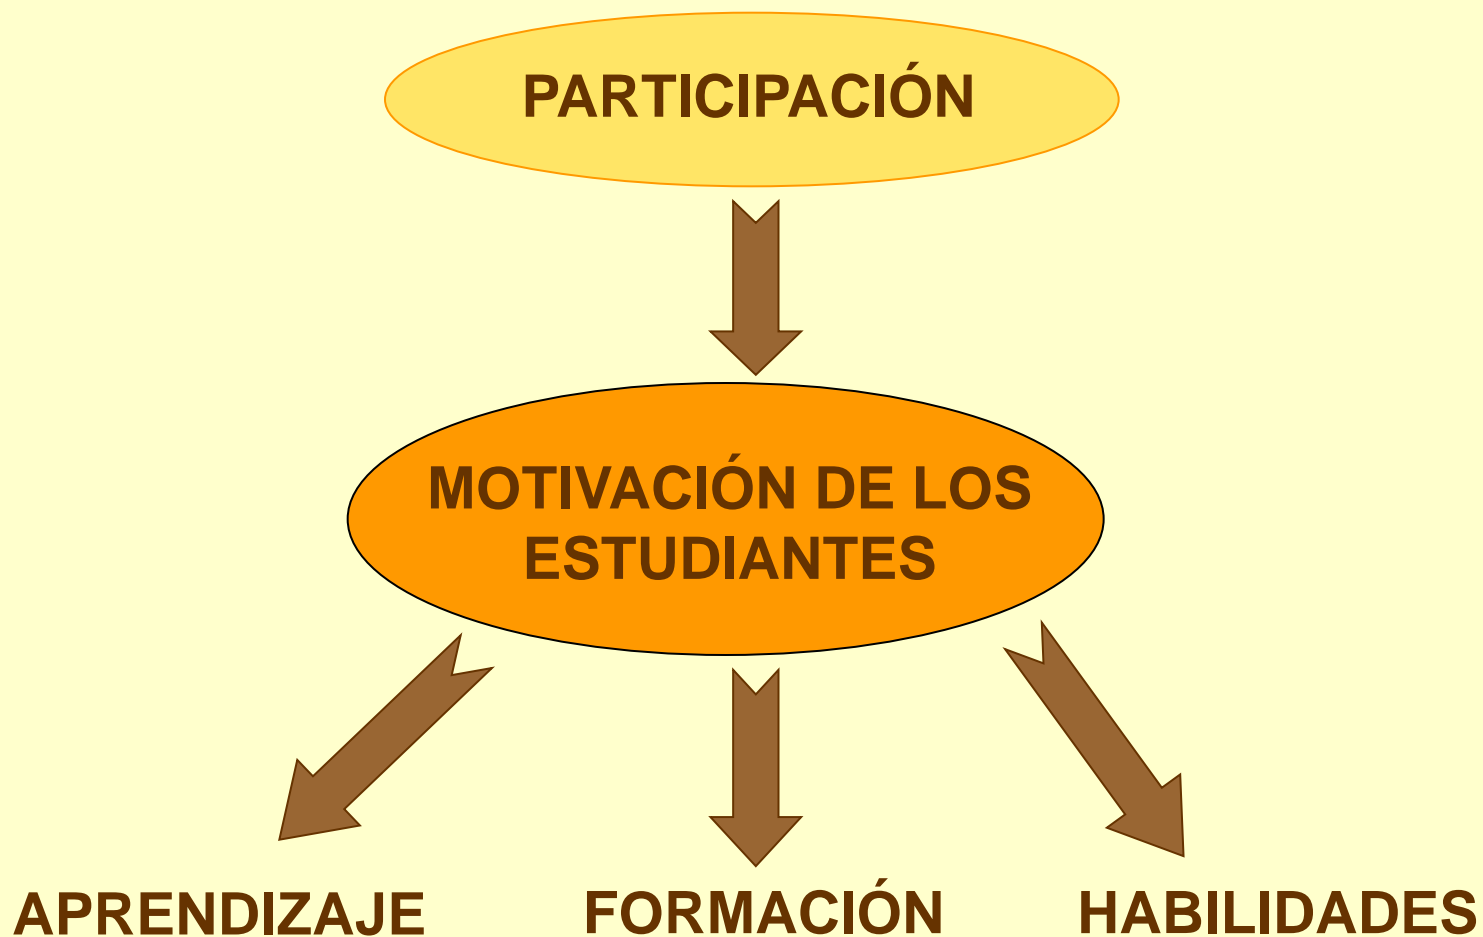 PARTICIPACIÓN
MOTIVACIÓN DE LOS
ESTUDIANTES
APRENDIZAJE
FORMACIÓN
HABILIDADES